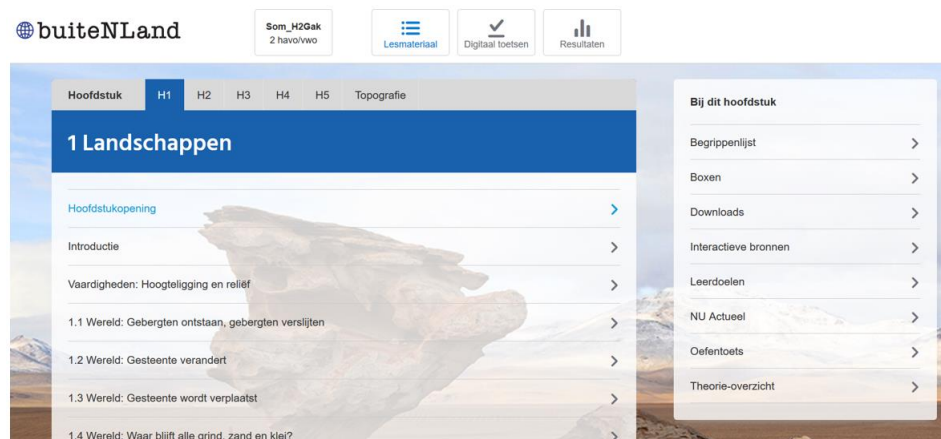 buiteNLand
Som_H2Gak
2 havo/vwo
Lesmateriaal
Digitaal toetsen
Resultaten
Hoofdstuk H1 H2 H3 H4 H5 Topografie
1 Landschappen
Hoofdstukopening
Introductie
Vaardigheden: Hoogteligging en reliëf
1.1 Wereld: Gebergten ontstaan, gebergten verslijten
1.2 Wereld: Gesteente verandert
1.3 Wereld: Gesteente wordt verplaatst
1.4 Wereld: Waar blijft alle grind, zand en klei?
Bij dit hoofdstuk
Begrippenlijst
Boxen
Downloads
Interactieve bronnen
Leerdoelen
NU Actueel
Oefentoets
Theorie-overzicht